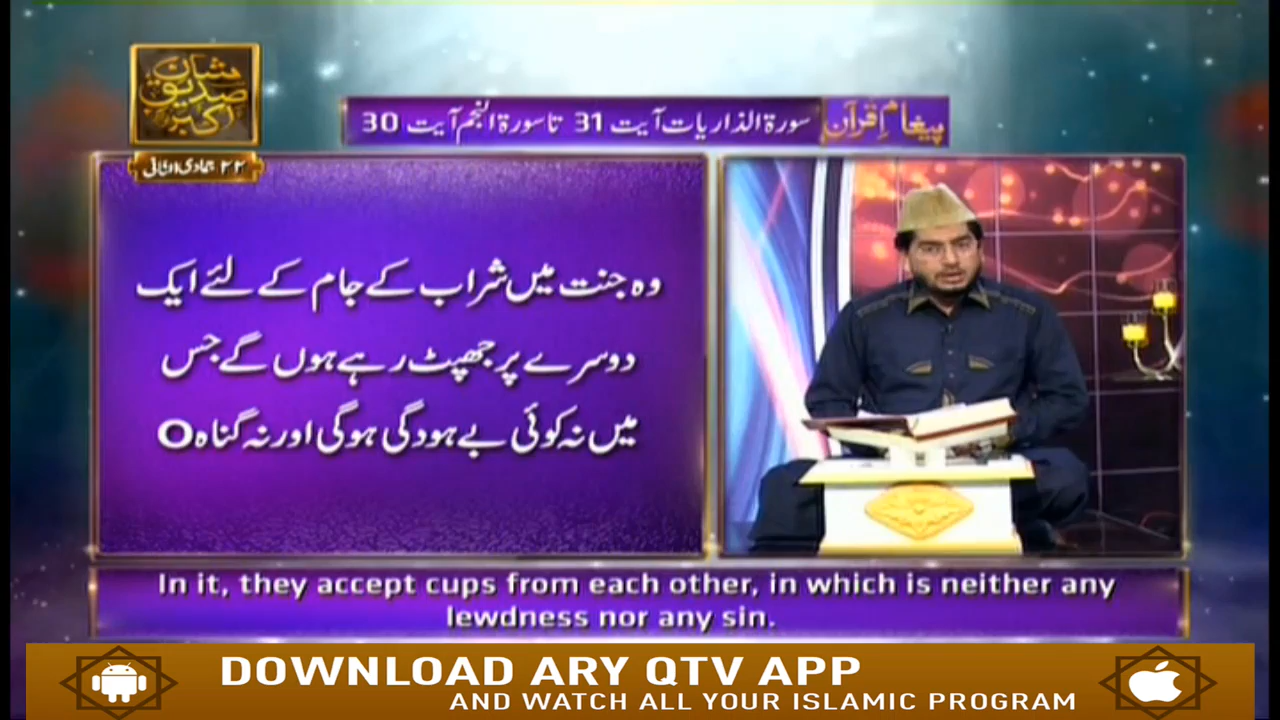 شان
صدیق
اکبر
۲۲ جمادی الثانی
پیغام قرآن
سورۃ الذاریات آیت 31 تا سورۃ النجم آیت 30
وہ جنت میں شراب کے جام کے لئے ایک
دوسرے پر جھپٹ رہے ہوں گے جس
میں نہ کوئی بے ہودگی ہوگی اور نہ گناہO
In it, they accept cups from each other, in which is neither any
lewdness nor any sin.
DOWNLOAD ARY QTV APP
AND WATCH ALL YOUR ISLAMIC PROGRAM